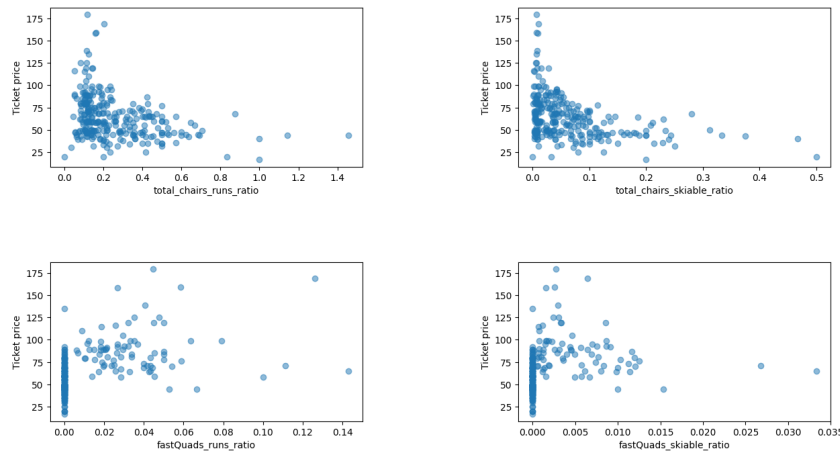 175
150
125
100
75
50
25
Ticket price
0.0 0.2 0.4 0.6 0.8 1.0 1.2 1.4
total_chairs_runs_ratio
175
150
125
100
75
50
25
Ticket price
0.0 0.1 0.2 0.3 0.4 0.5
total_chairs_skiable_ratio
175
150
125
100
75
50
25
Ticket price
0.00 0.02 0.04 0.06 0.08 0.10 0.12 0.14
fastQuads_runs_ratio
175
150
125
100
75
50
25
Ticket price
0.000 0.005 0.010 0.015 0.020 0.025 0.030 0.035
fastQuads_skiable_ratio